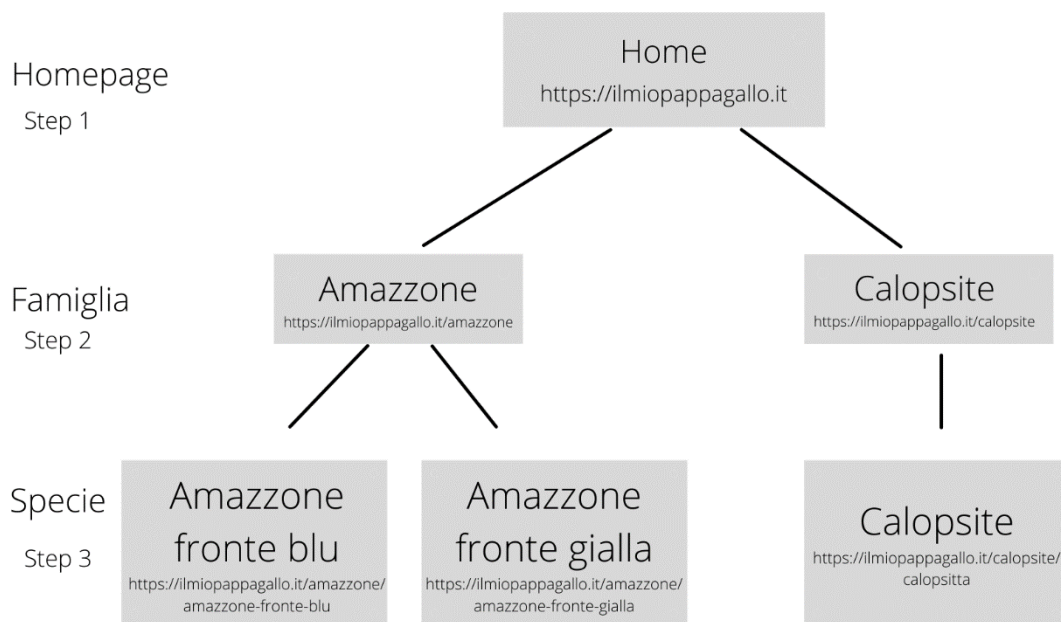 Homepage
Step 1
Home
https://ilmiopappagallo.it
Famiglia
Step 2
Amazzone
https://ilmiopappagallo.it/amazzone
Calopsite
https://ilmiopappagallo.it/calopsite
Specie
Step 3
Amazzone
fronte blu
https://ilmiopappagallo.it/amazzone/
amazzone-fronte-blu
Amazzone
fronte gialla
https://ilmiopappagallo.it/amazzone/
amazzone-fronte-gialla
Calopsite
https://ilmiopappagallo.it/calopsite/
calopsitta